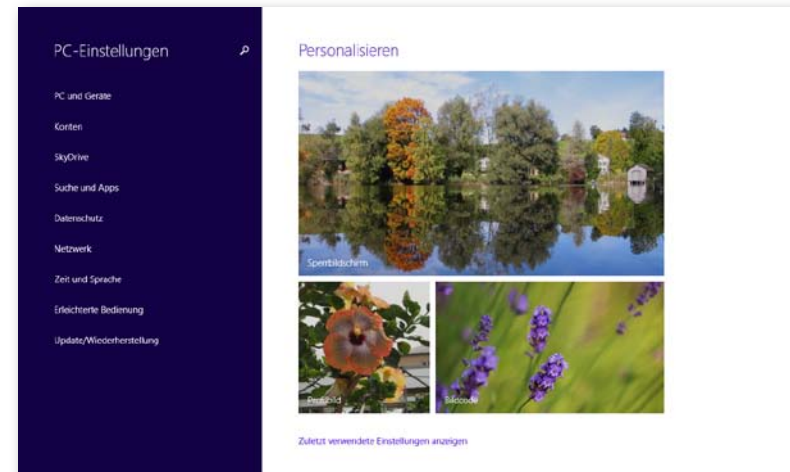 PC-Einstellungen
PC und Geräte
Konten
SkyDrive
Suche und Apps
Datenschutz
Netzwerk
Zeit und Sprache
Erleichterte Bedienung
Update/Wiederherstellung
Personalisieren
Sperrbildschirm
Profilbild
Bildcode
Zuletzt verwendete Einstellungen anzeigen